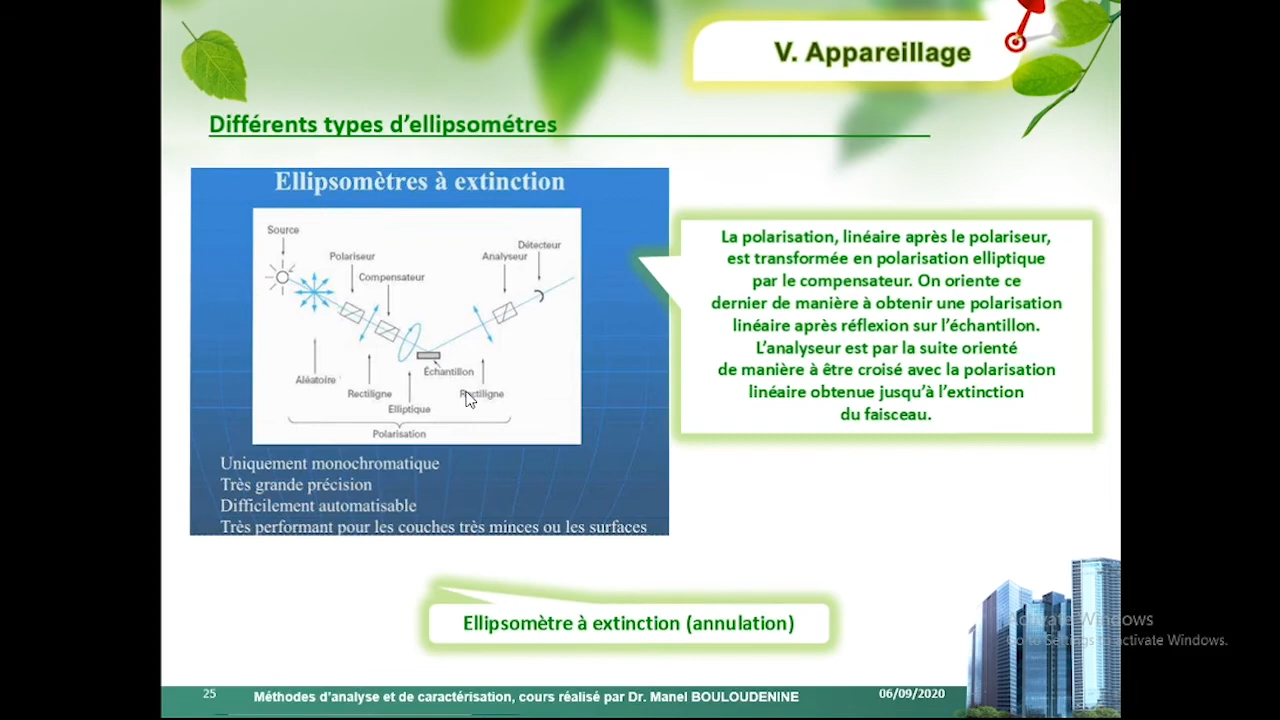 V. Appareillage
Différents types d'ellipsométres
Ellipsomètres à extinction
Source
Détecteur
Polariseur
Analyseur
Compensateur
Échantillon
Aléatoire
Rectiligne
Rectiligne
Elliptique
Polarisation
Uniquement monochromatique
Très grande précision
Difficilement automatisable
Très performant pour les couches très minces ou les surfaces
La polarisation, linéaire après le polariseur,
est transformée en polarisation elliptique
par le compensateur. On oriente ce
dernier de manière à obtenir une polarisation
linéaire après réflexion sur l'échantillon.
L'analyseur est par la suite orienté
de manière à être croisé avec la polarisation
linéaire obtenue jusqu'à l'extinction
du faisceau.
Ellipsomètre à extinction (annulation)
Activate Windows
Go to Settings to activate Windows.
25
Méthodes d'analyse et de caractérisation, cours réalisé par Dr. Manel BOULOUDENINE
06/09/2020